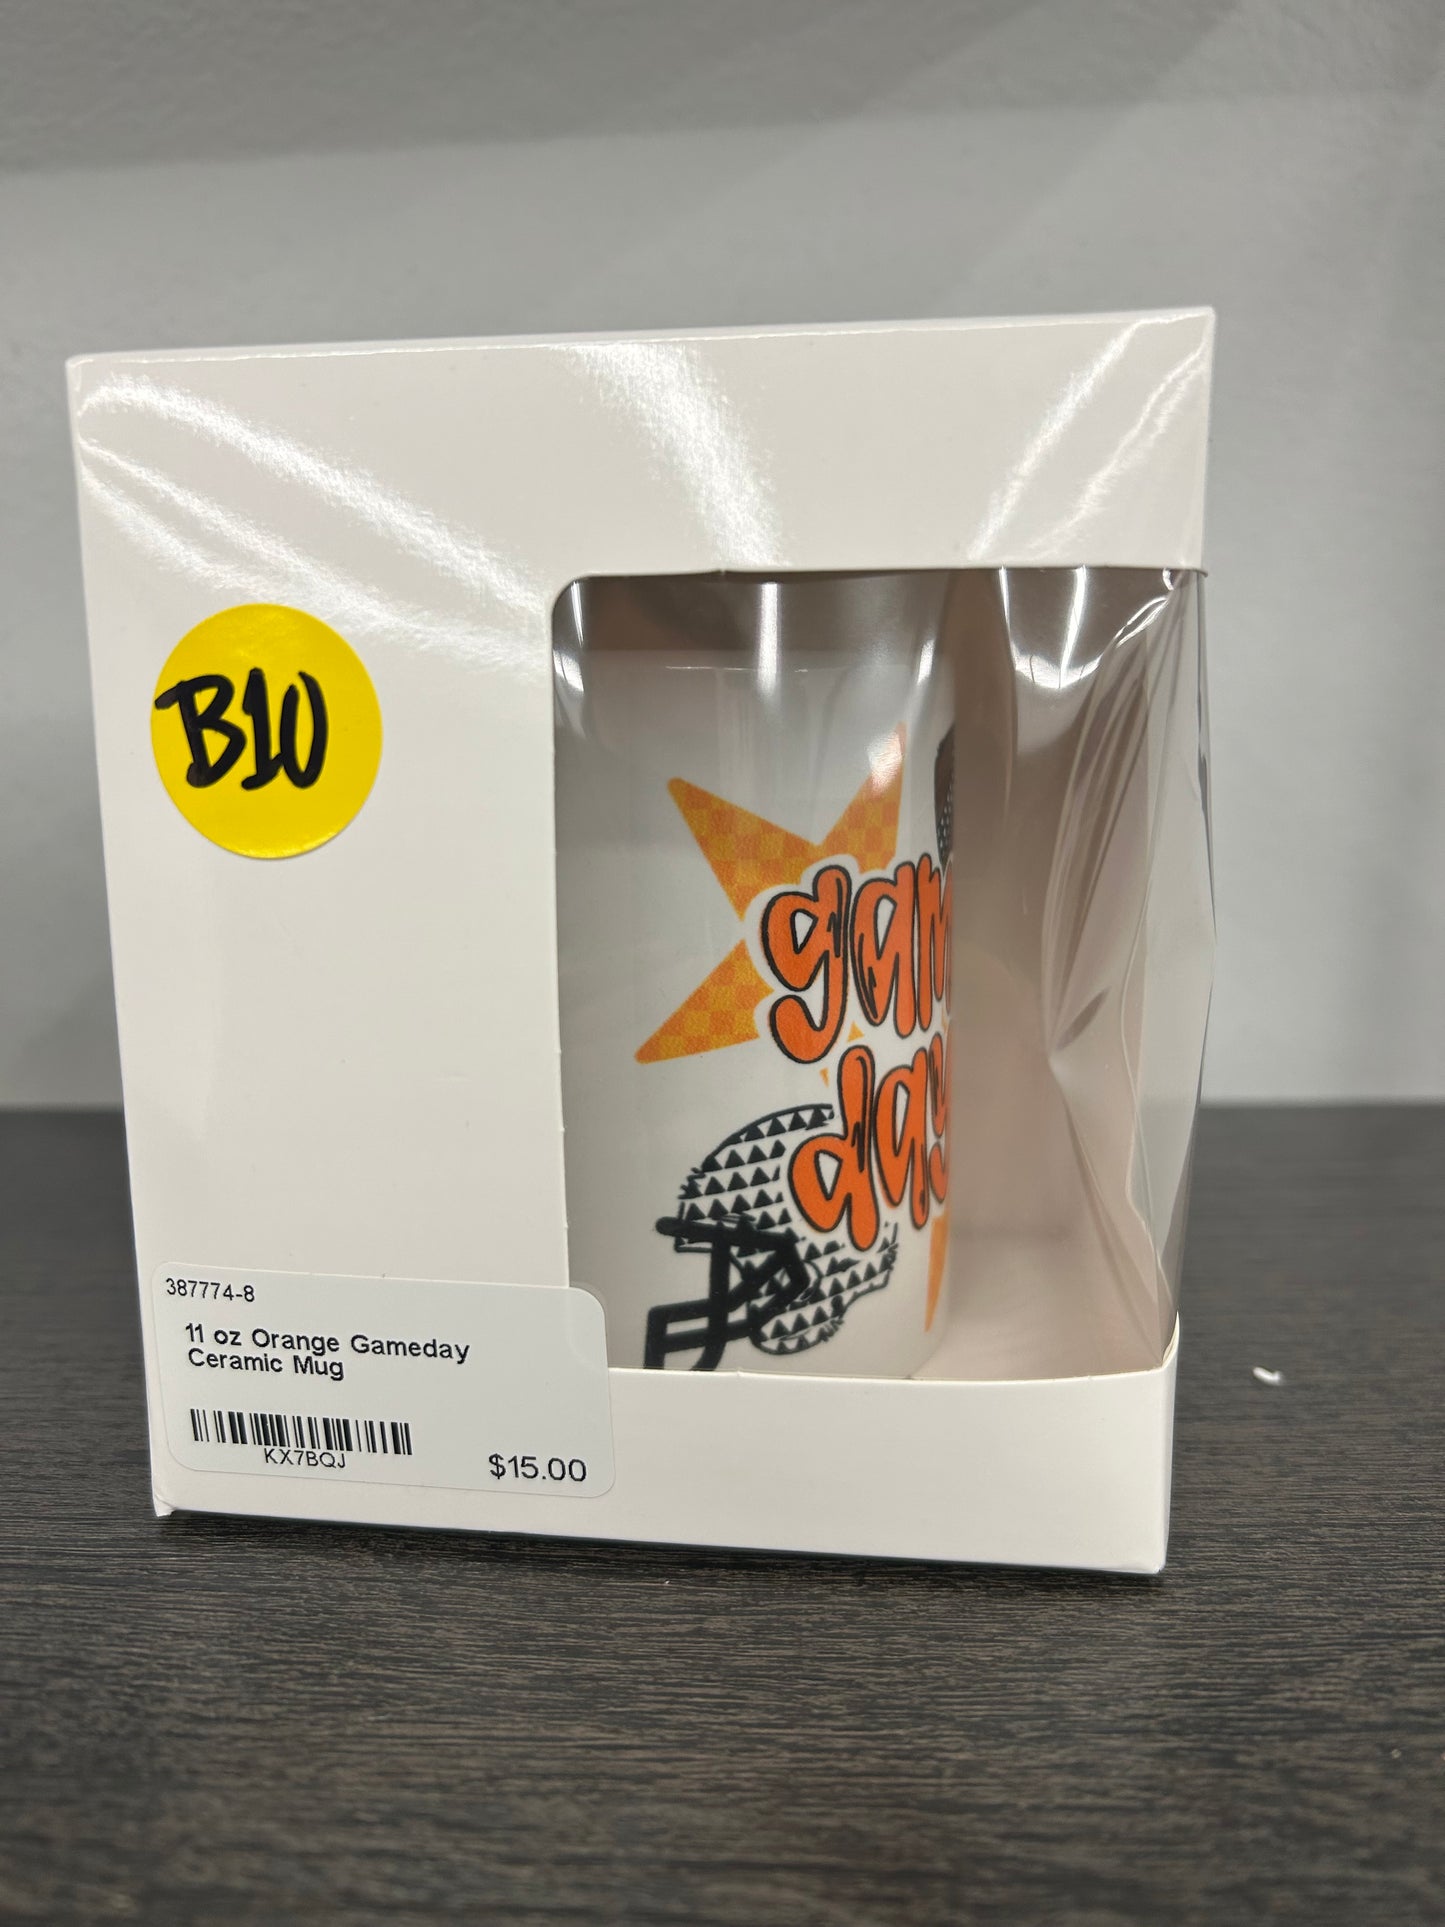 B10
gam
day
387774-8
11 oz Orange Gameday
Ceramic Mug
KX7BQJ
$15.00